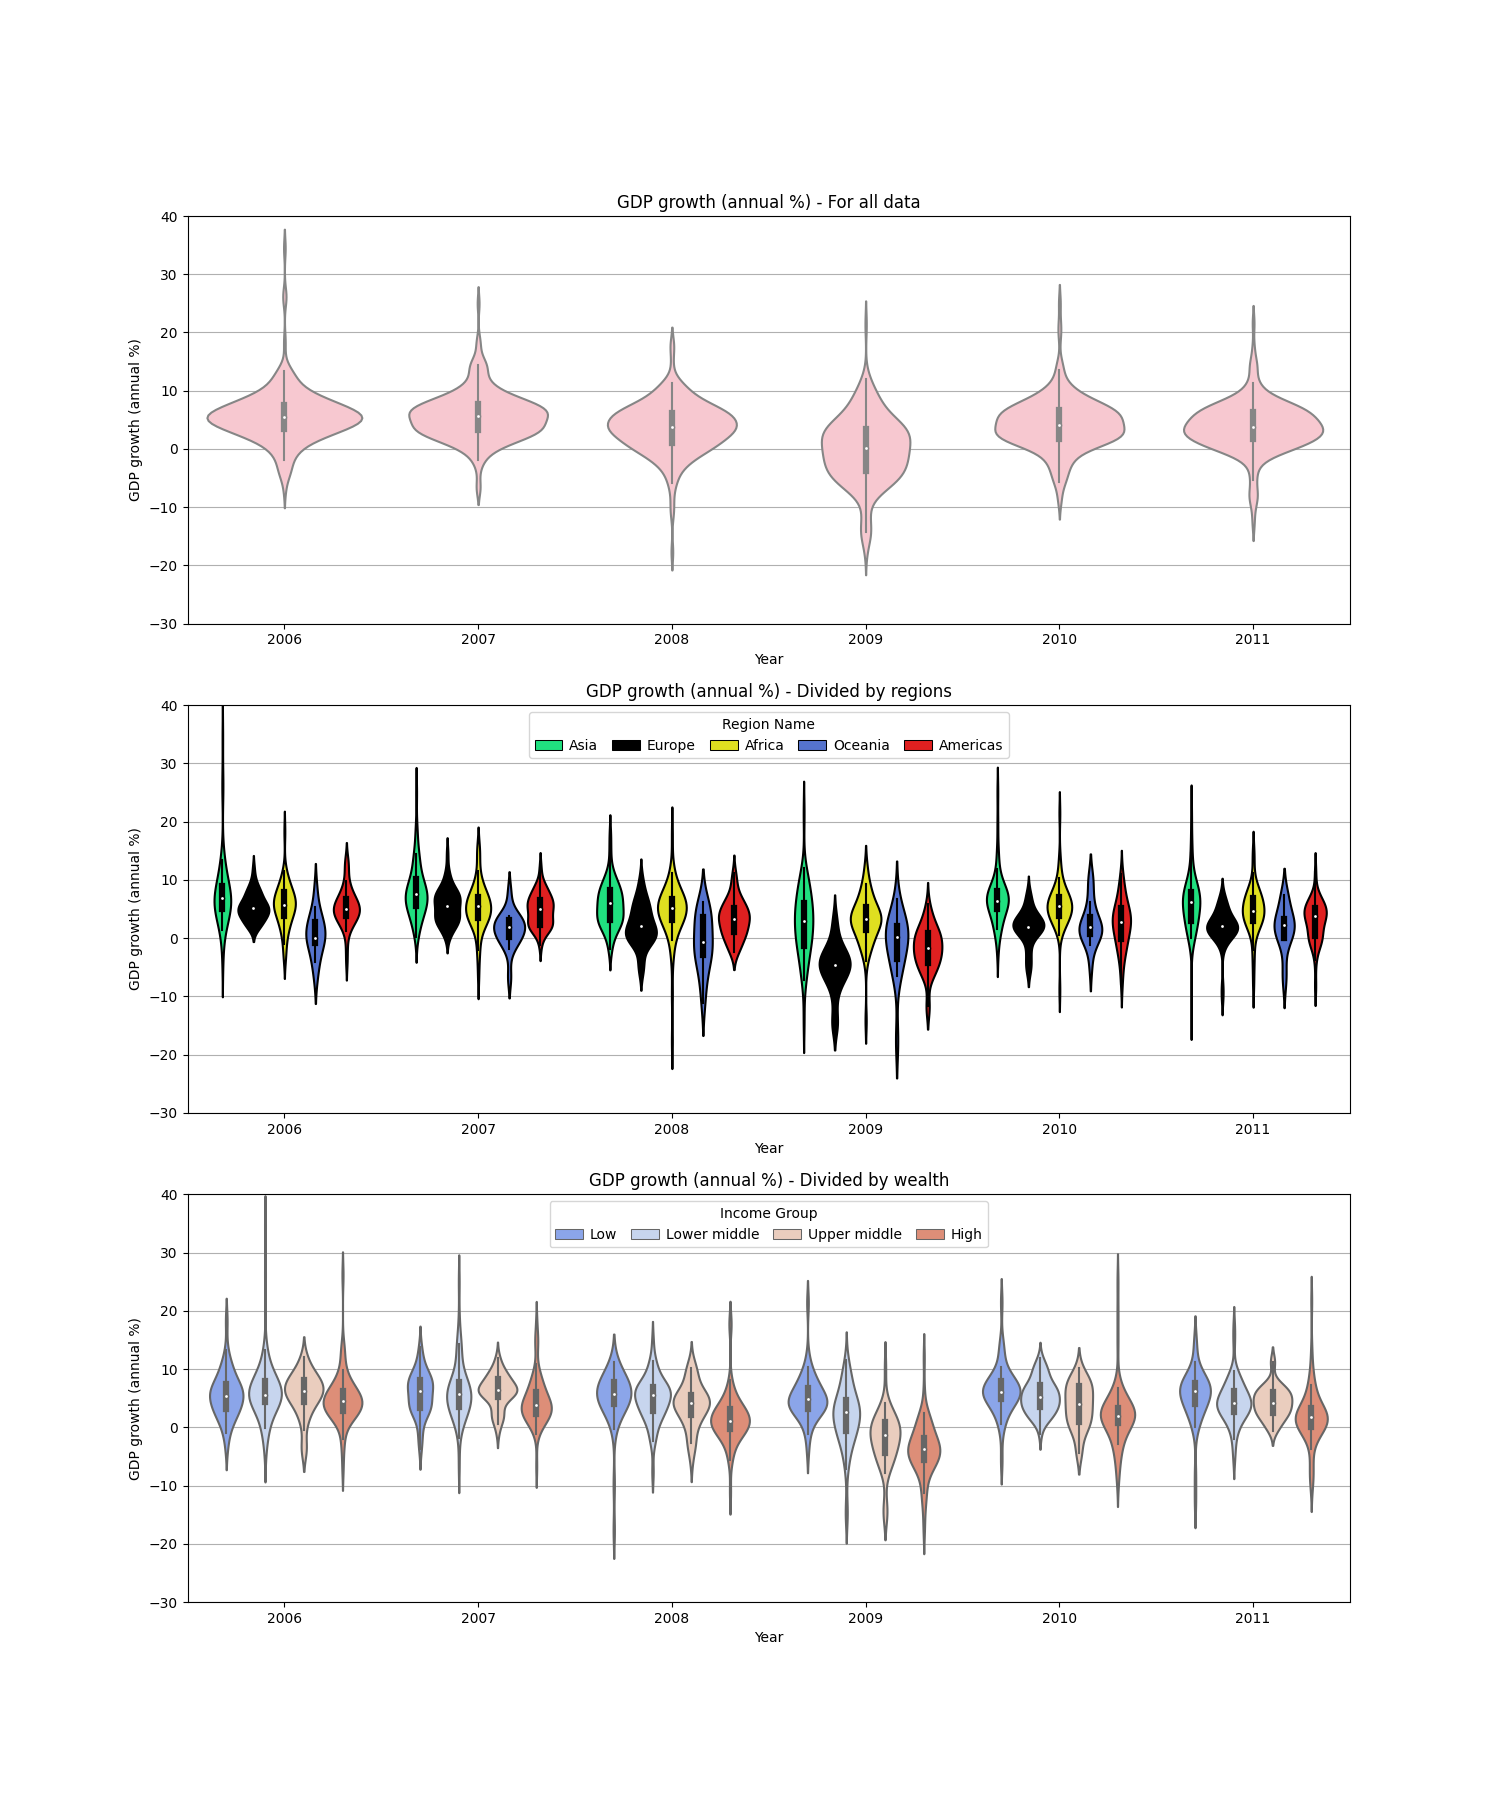 GDP growth (annual %) - For all data
GDP growth (annual %)
40
30
20
10
0
−10
−20
−30
2006 2007 2008 2009 2010 2011
Year
GDP growth (annual %) - Divided by regions
GDP growth (annual %)
Region Name
Asia Europe Africa Oceania Americas
40
30
20
10
0
−10
−20
−30
2006 2007 2008 2009 2010 2011
Year
GDP growth (annual %) - Divided by wealth
GDP growth (annual %)
Income Group
Low Lower middle Upper middle High
40
30
20
10
0
−10
−20
−30
2006 2007 2008 2009 2010 2011
Year